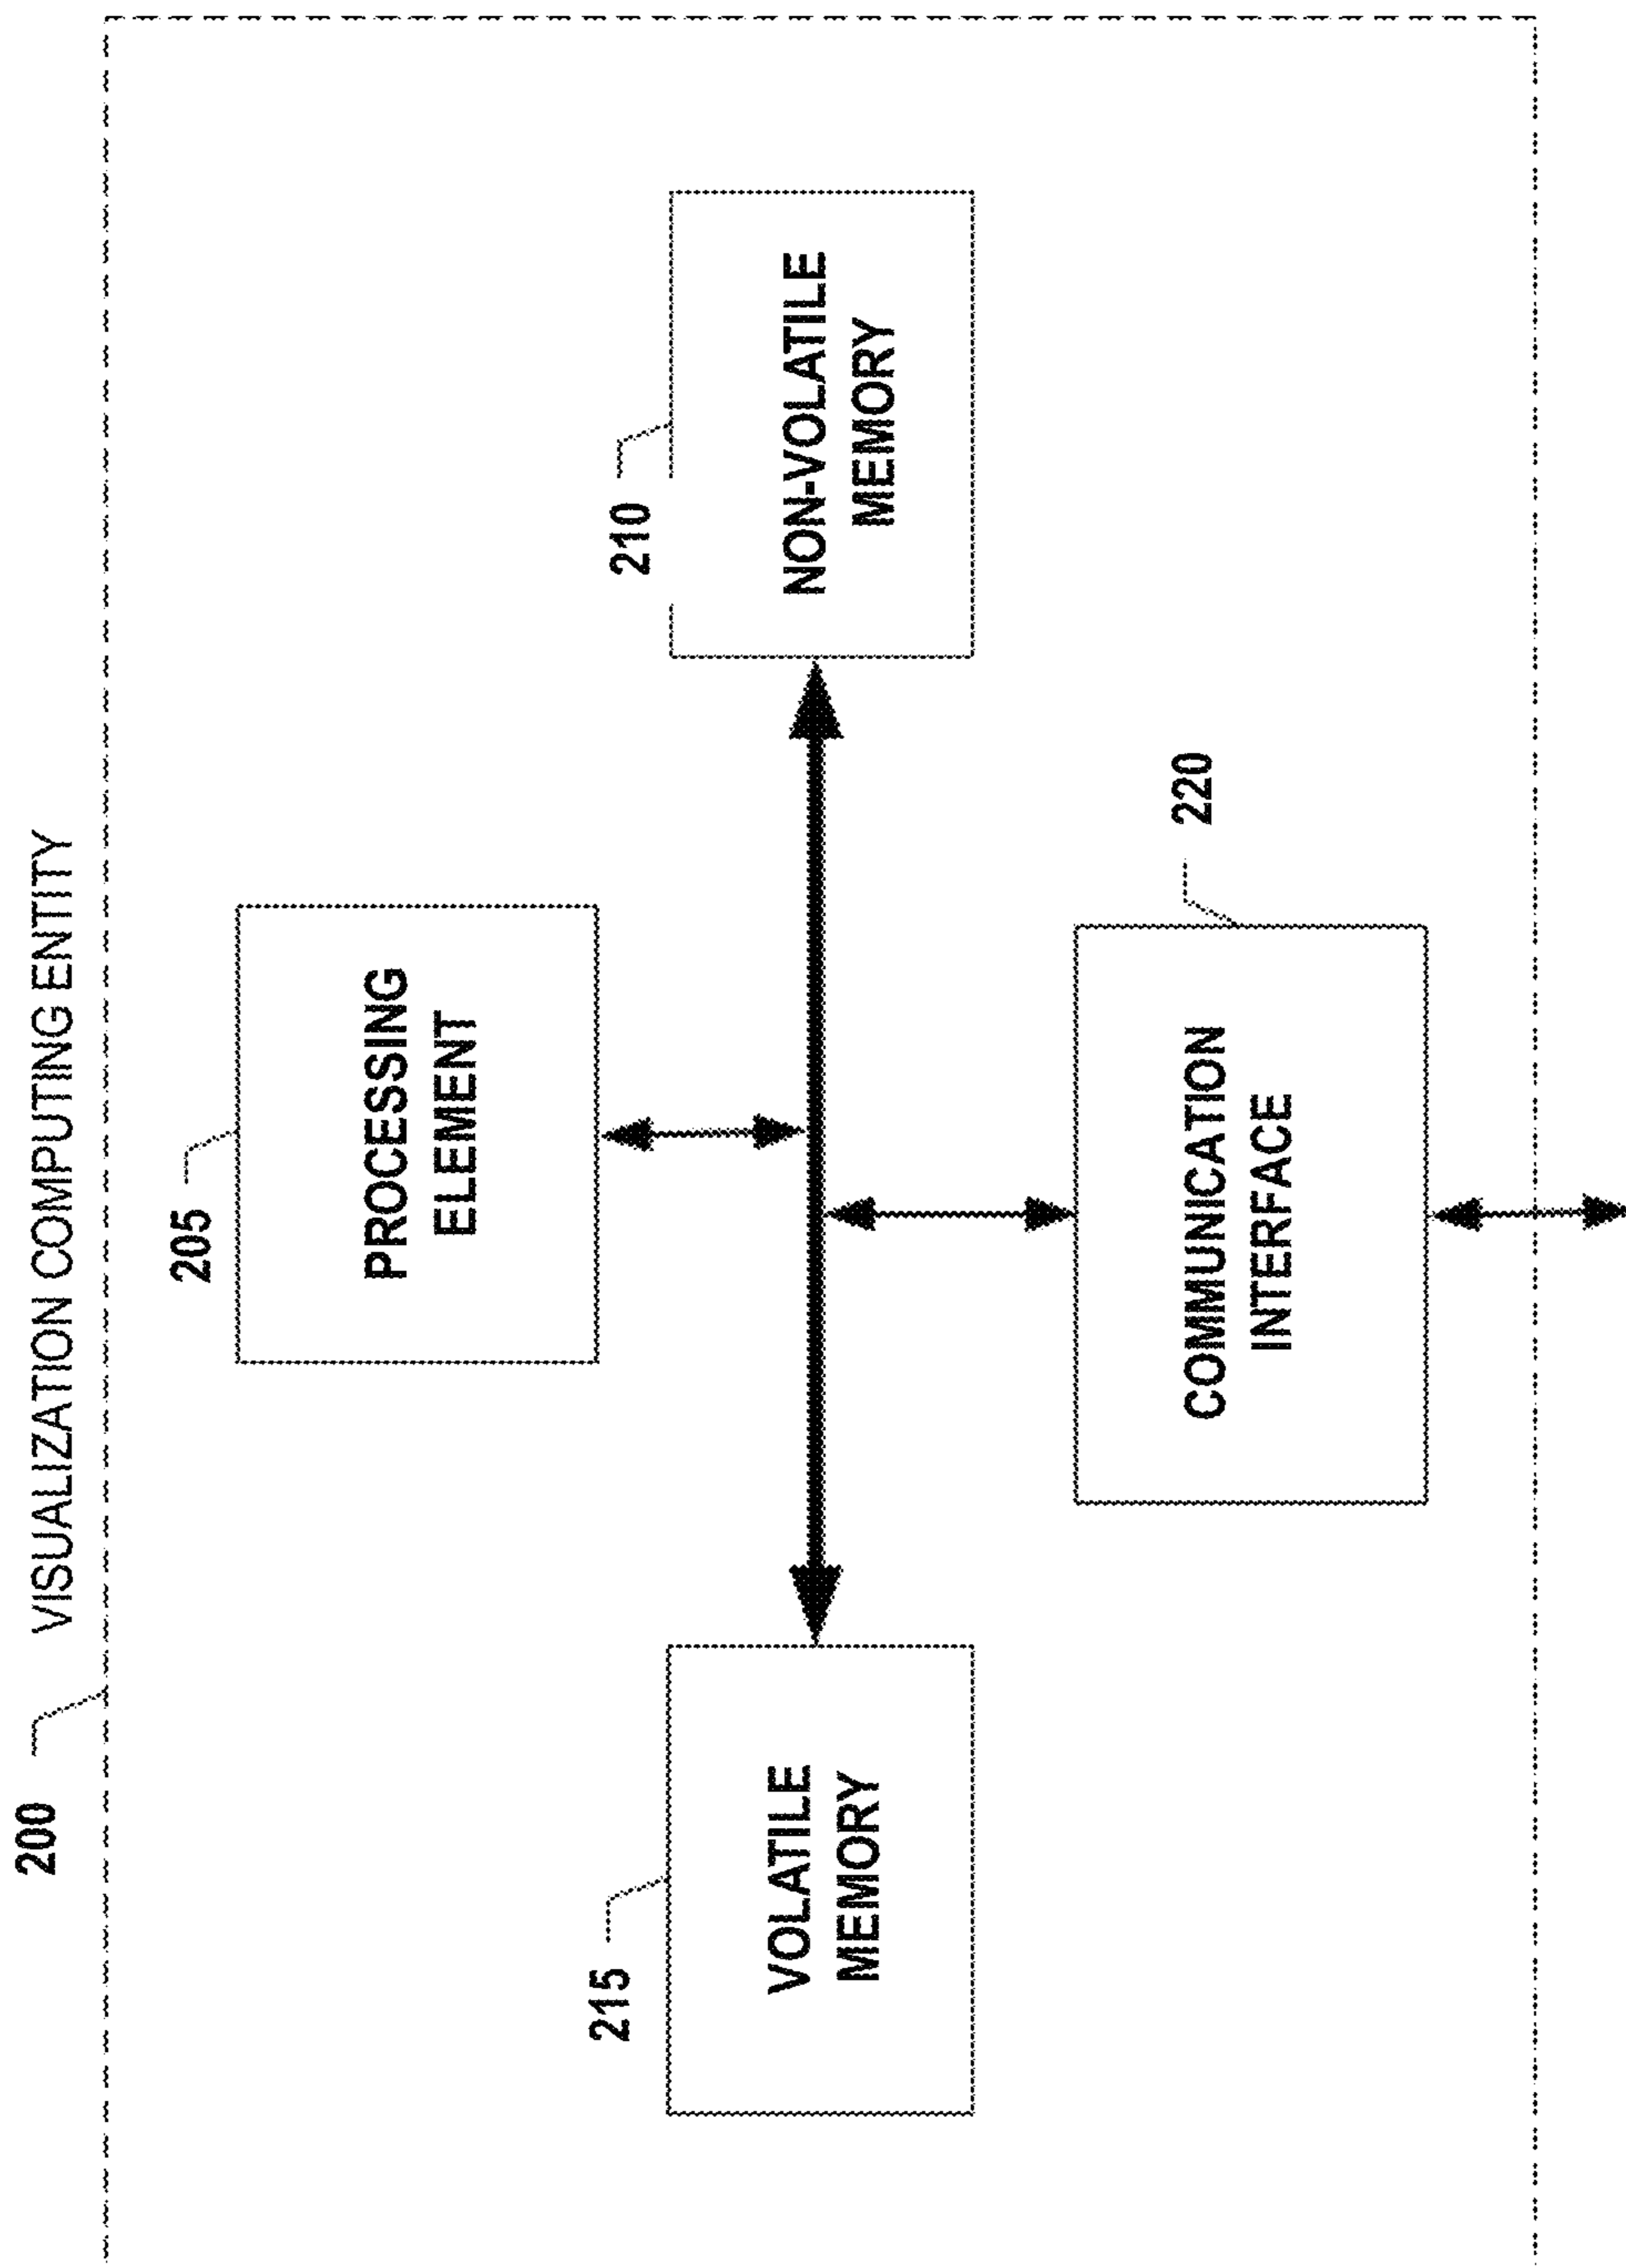 200
VISUALIZATION COMPUTING ENTITY
205
PROCESSING
ELEMENT
215
VOLATILE
MEMORY
210
NON-VOLATILE
MEMORY
COMMUNICATION
INTERFACE
220